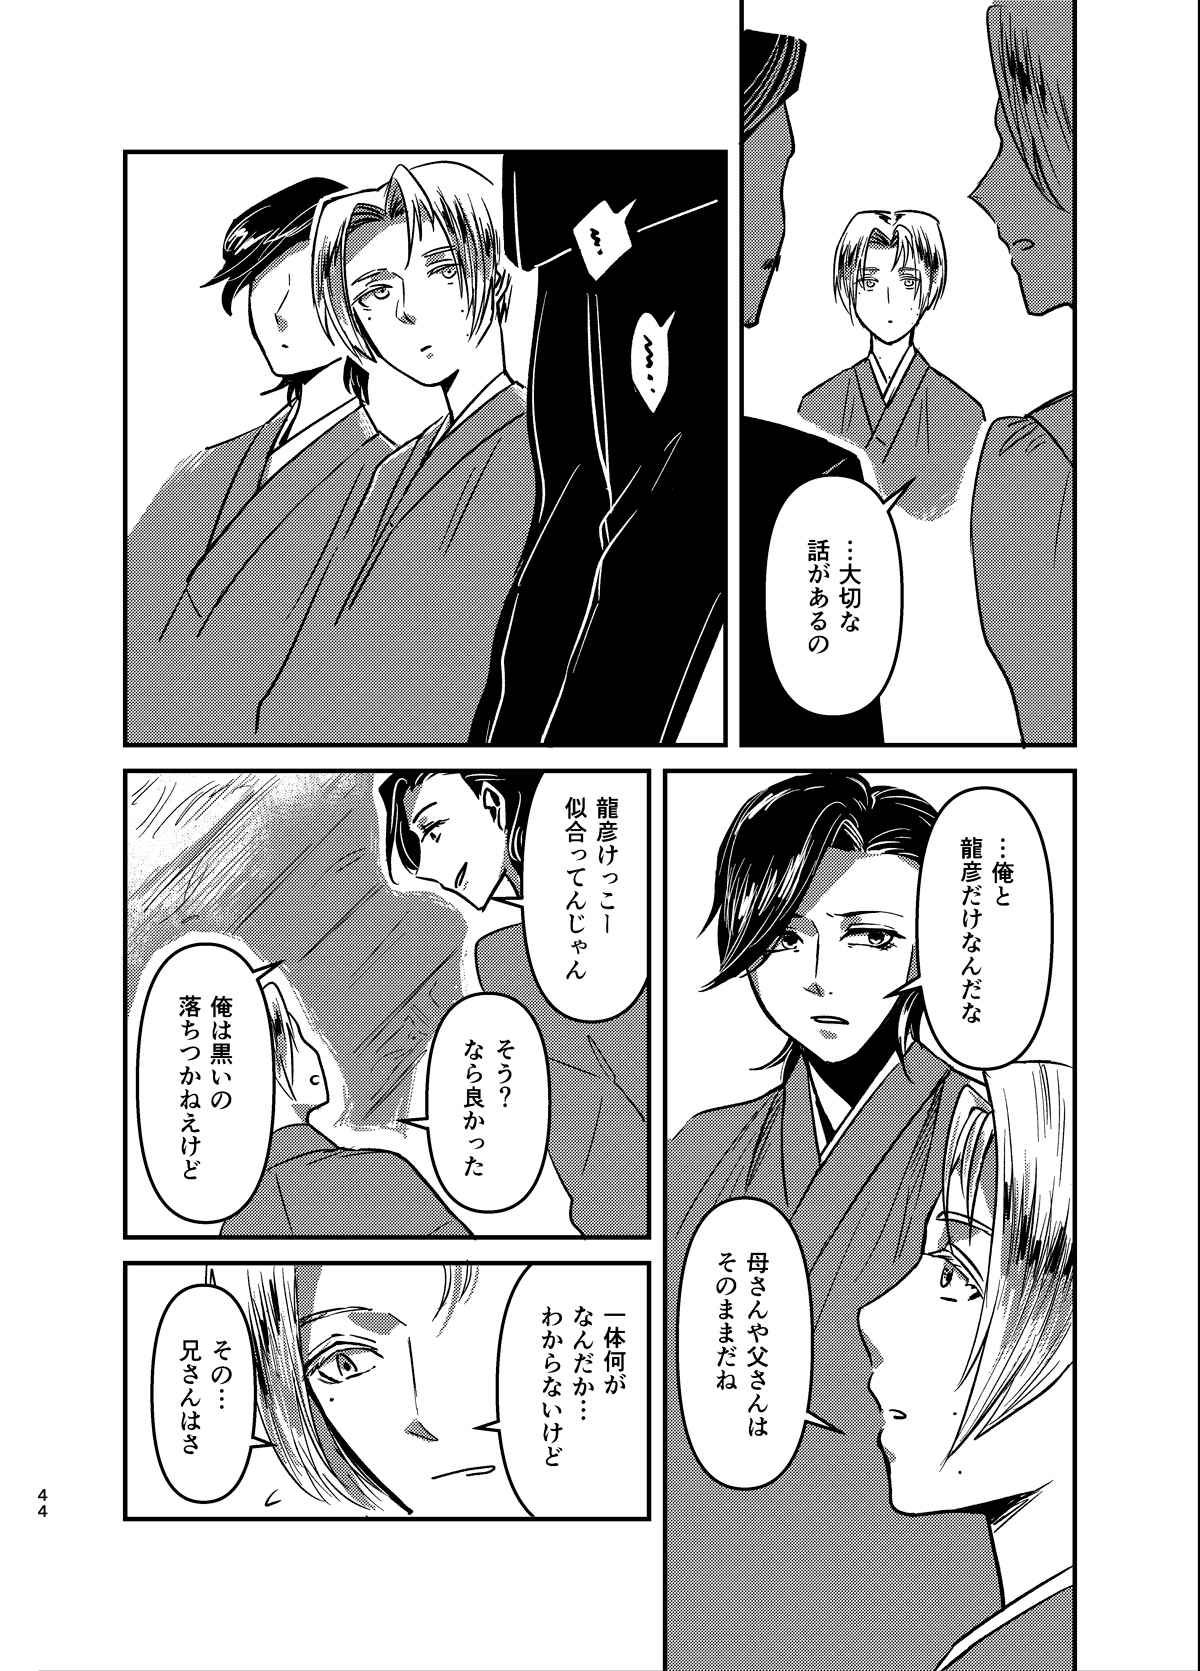 …大切な
話があるの
…俺と
龍彦だけなんだな
母さんや父さんは
そのままだね
龍彦けっこー
似合ってんじゃん
そう?
なら良かった
俺は黒いの
落ちつかねえけど
一体何が
なんだか…
わからないけど
その…
兄さんはさ
44